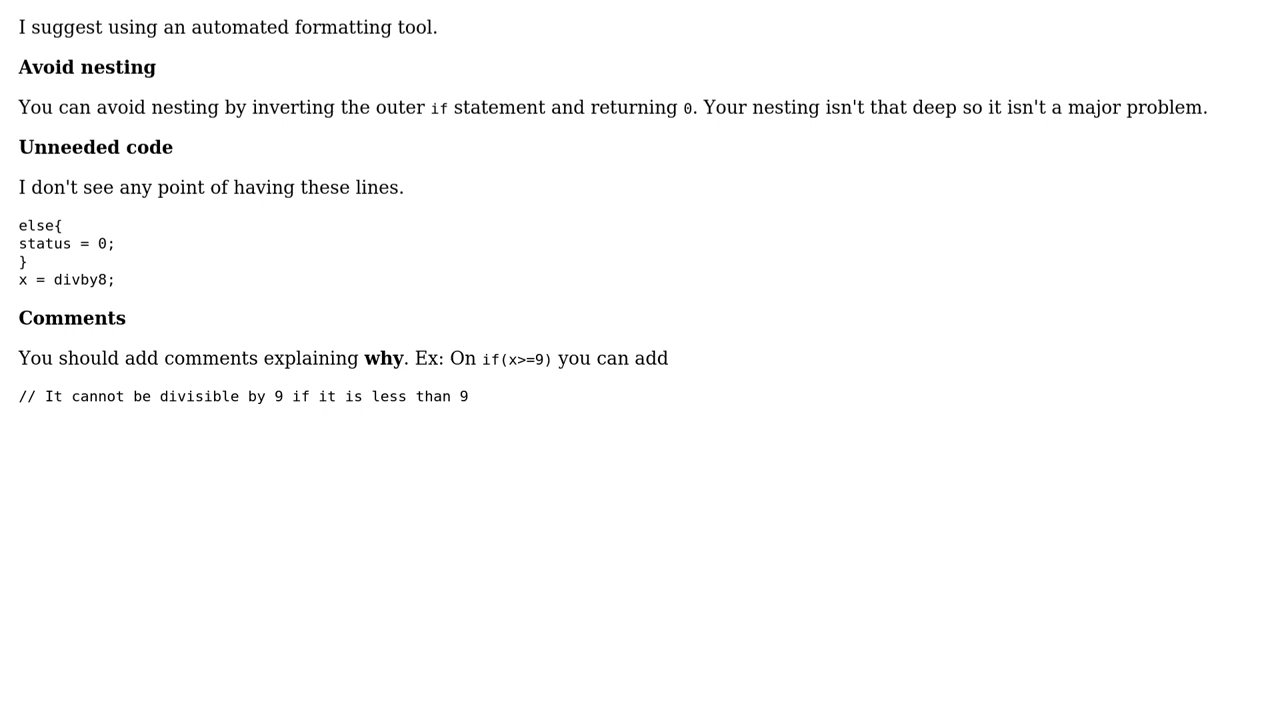 I suggest using an automated formatting tool.
Avoid nesting
You can avoid nesting by inverting the outer if statement and returning 0. Your nesting isn't that deep so it isn't a major problem.
Unneeded code
I don't see any point of having these lines.
else{
status = 0;
}
x = divby8;
Comments
You should add comments explaining why. Ex: On if(x>=9) you can add
// It cannot be divisible by 9 if it is less than 9